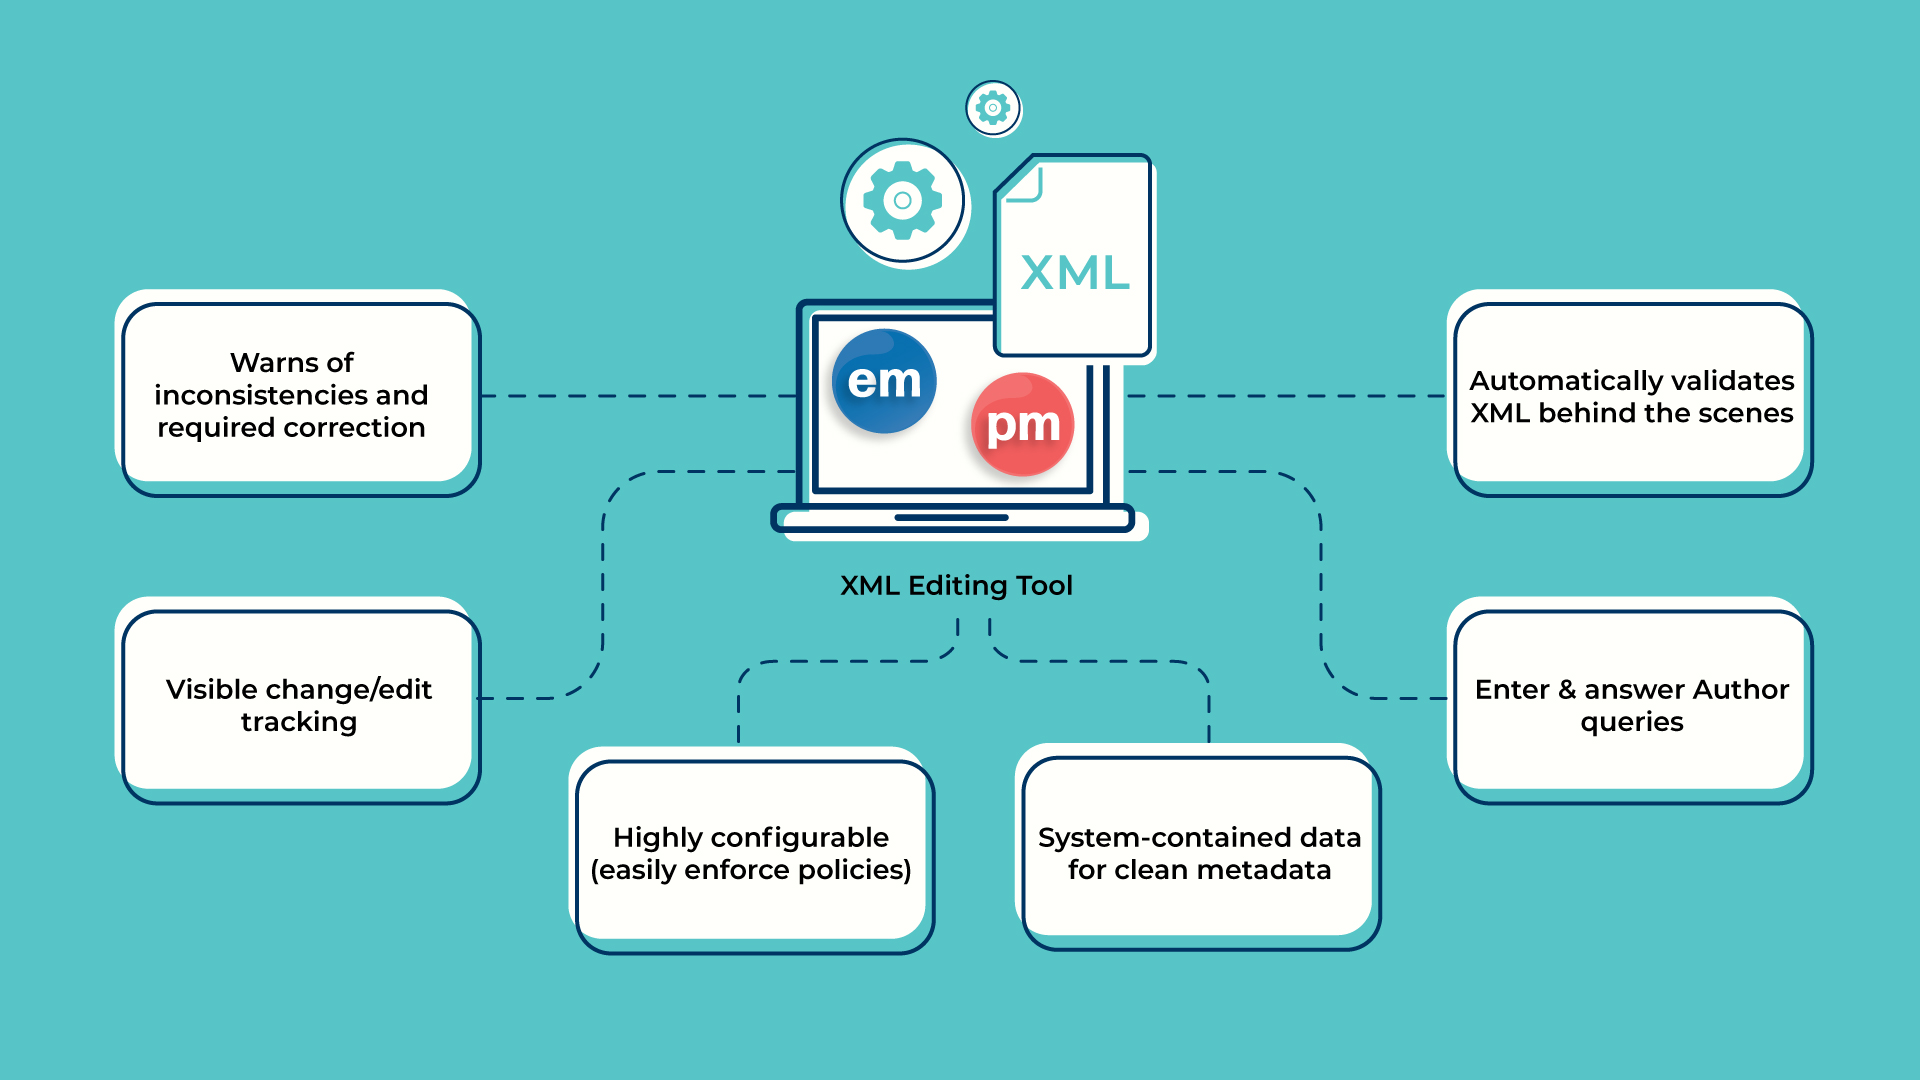 XML
em
pm
XML Editing Tool
Warns of
inconsistencies and
required correction
Automatically validates
XML behind the scenes
Visible change/edit
tracking
Enter & answer Author
queries
Highly configurable
(easily enforce policies)
System-contained data
for clean metadata